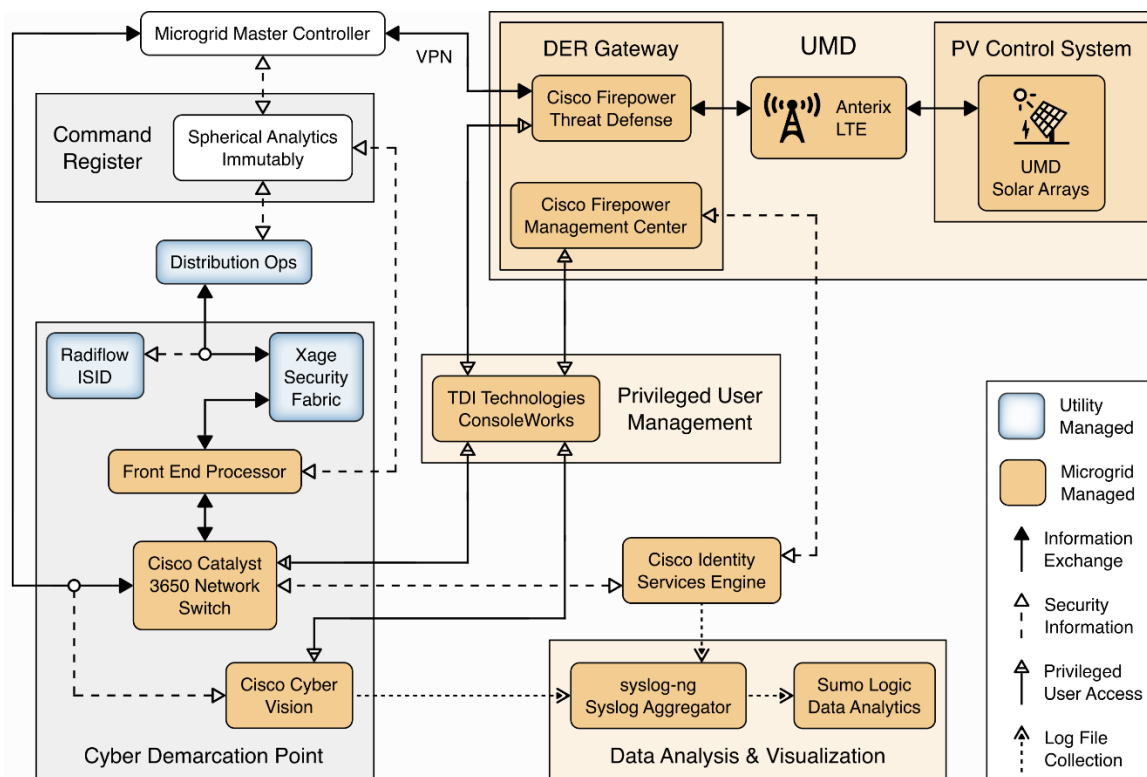 Microgrid Master Controller
VPN
Command
Register
Spherical Analytics
Immutably
Distribution Ops
DER Gateway
Cisco Firepower
Threat Defense
Cisco Firepower
Management Center
UMD
Anterix
LTE
PV Control System
UMD
Solar Arrays
Radiflow
ISID
Xage
Security
Fabric
Front End Processor
Cisco Catalyst
3650 Network
Switch
Cisco Cyber
Vision
Cyber Demarcation Point
TDI Technologies
ConsoleWorks
Privileged User
Management
Cisco Identity
Services Engine
syslog-ng
Syslog Aggregator
Sumo Logic
Data Analytics
Data Analysis & Visualization
Utility
Managed
Microgrid
Managed
Information
Exchange
Security
Information
Privileged
User Access
Log File
Collection